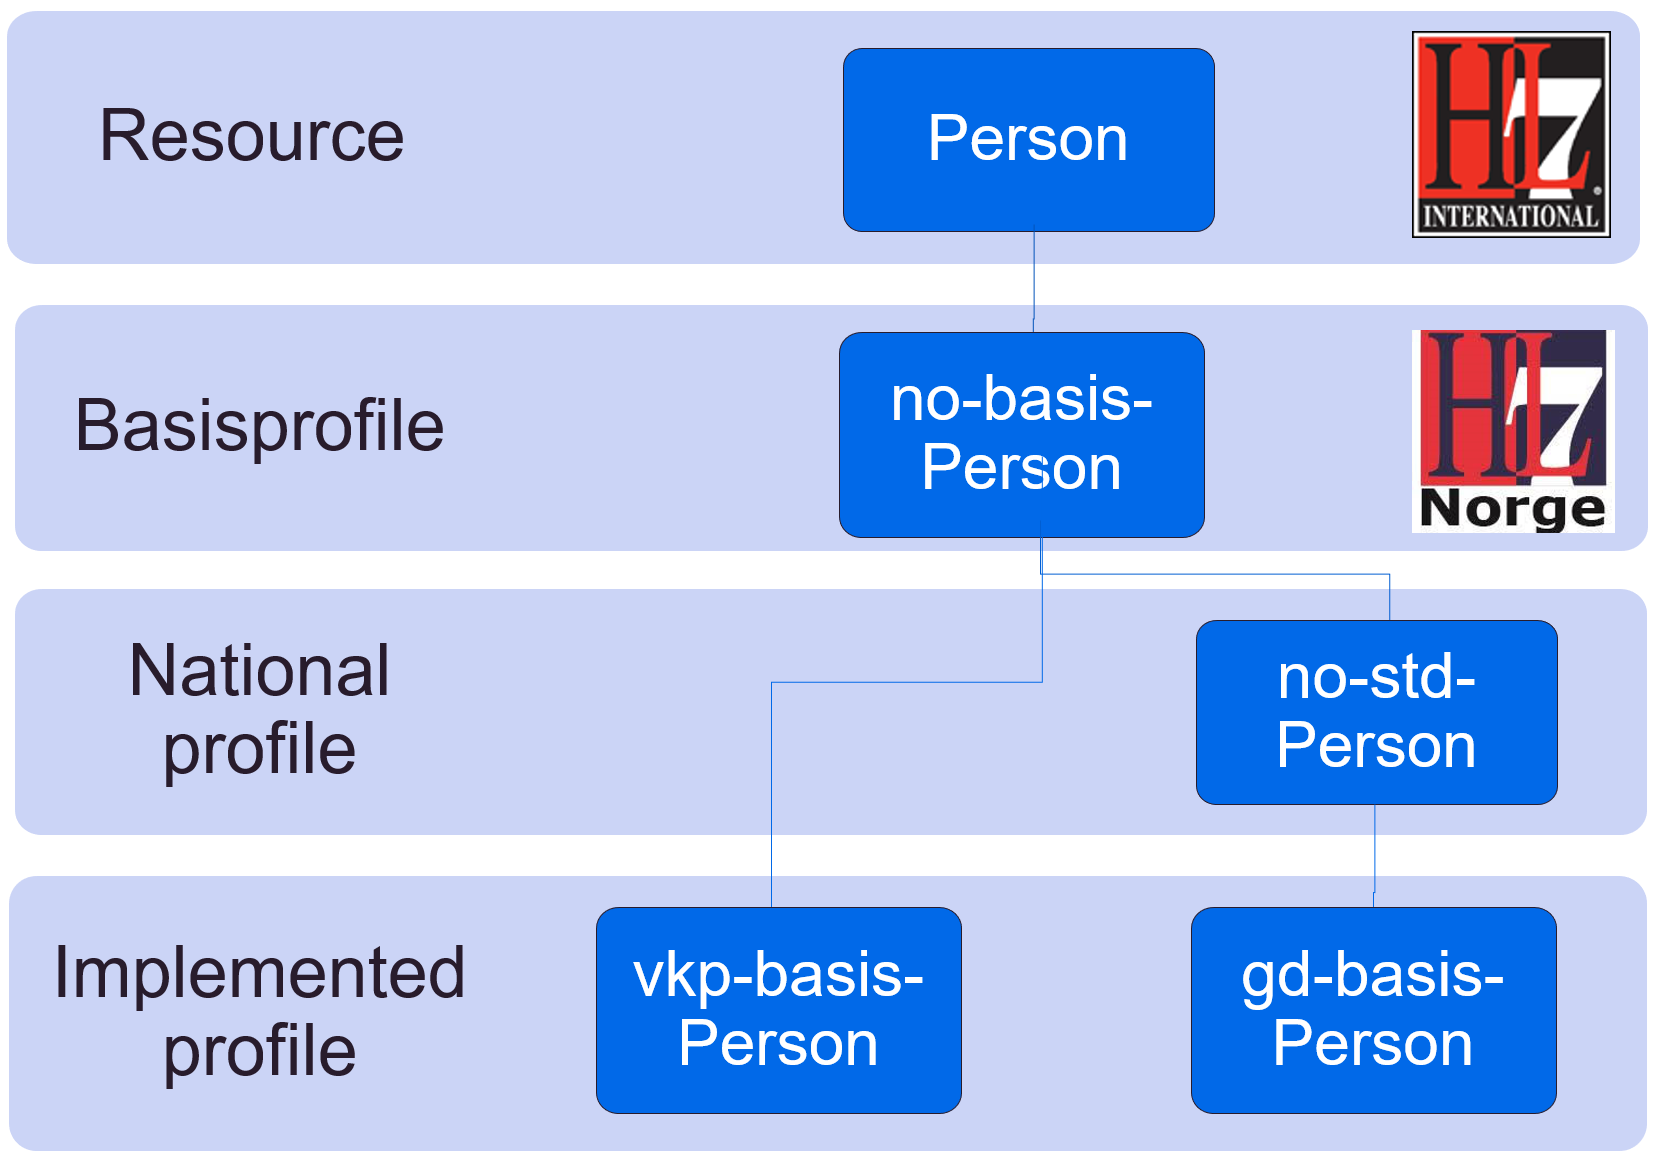 Resource
Person
HL7
INTERNATIONAL
®
Basisprofile
no-basis-
Person
HL7
Norge
National
profile
no-std-
Person
Implemented
profile
vkp-basis-
Person
gd-basis-
Person